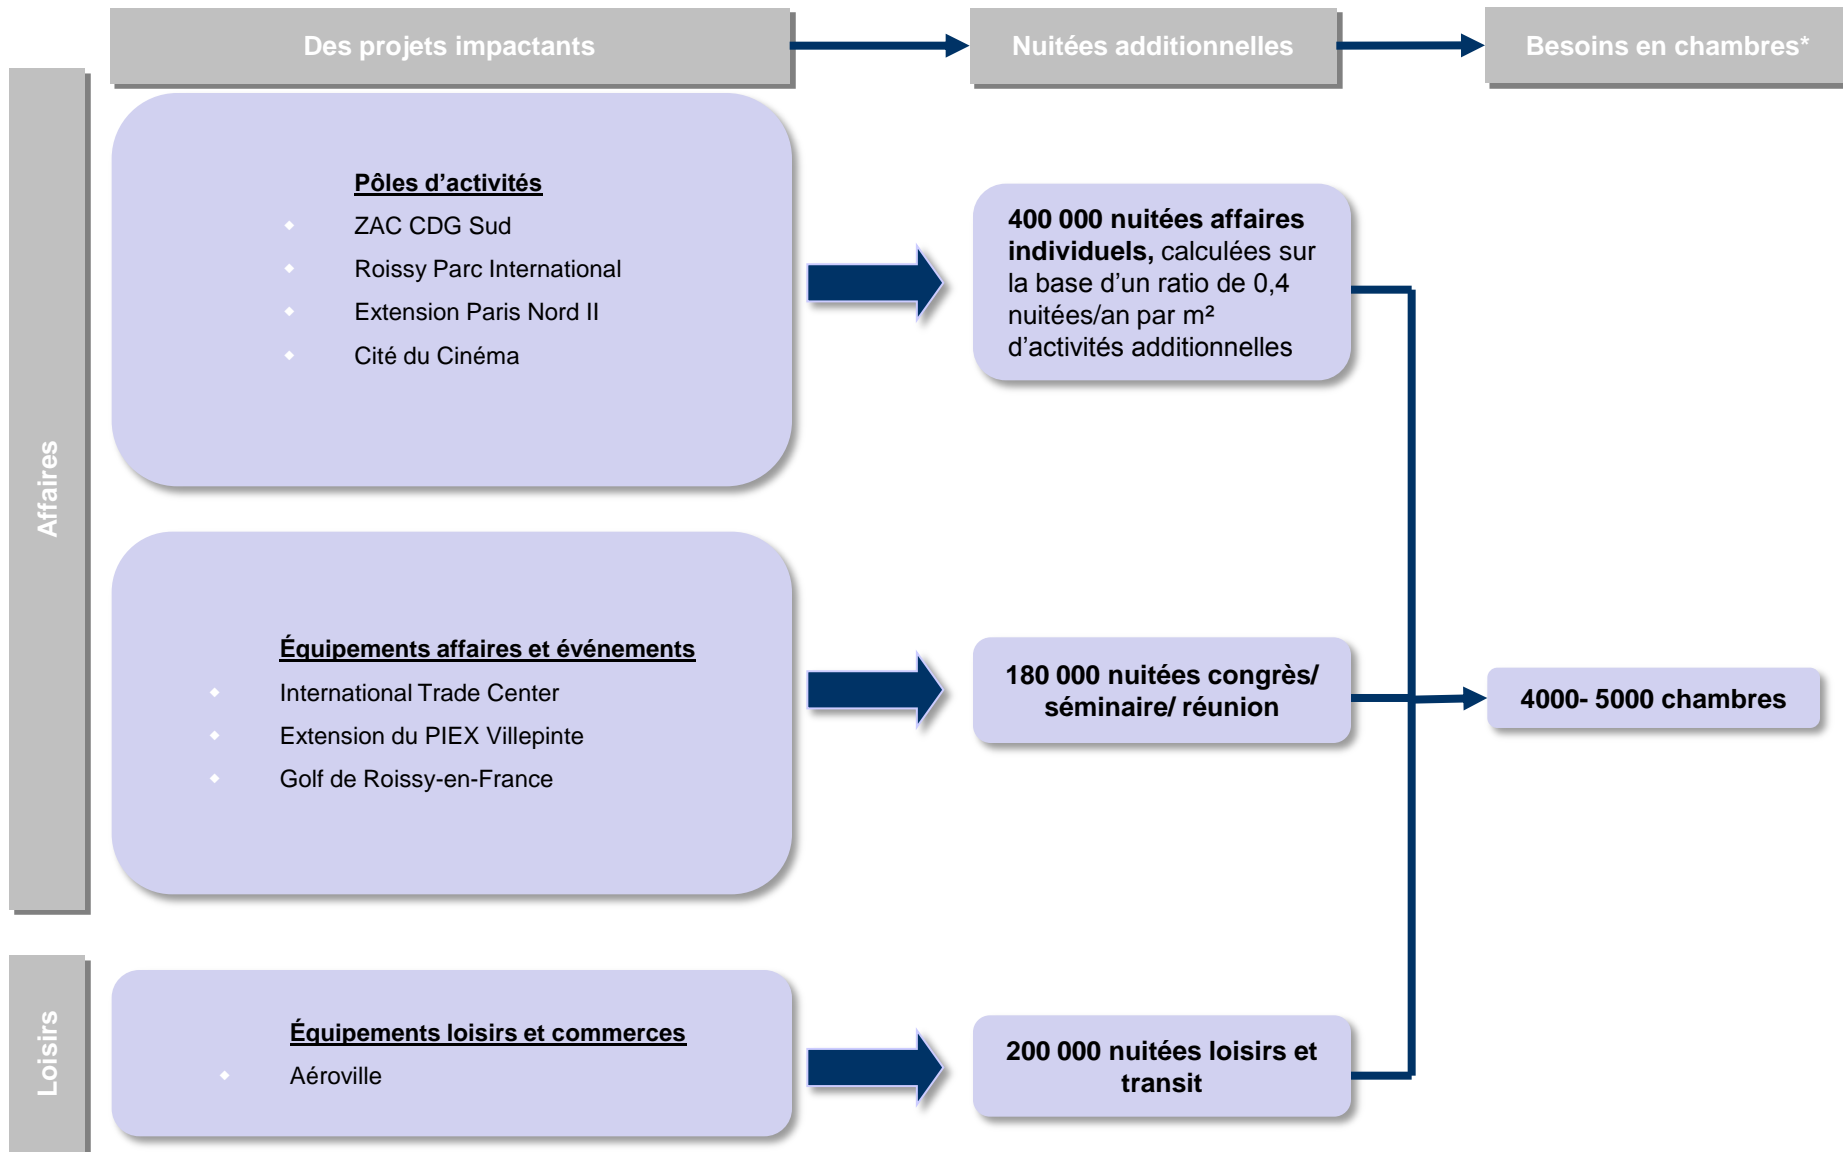 Des projets impactants
Nuitées additionnelles
Besoins en chambres*
Affaires
Pôles d’activités
ZAC CDG Sud
Roissy Parc International
Extension Paris Nord II
Cité du Cinéma
400 000 nuitées affaires
individuels, calculées sur
la base d’un ratio de 0,4
nuitées/an par m²
d’activités additionnelles
Équipements affaires et événements
International Trade Center
Extension du PIEX Villepinte
Golf de Roissy-en-France
180 000 nuitées congrès/
séminaire/ réunion
4000- 5000 chambres
Loisirs
Équipements loisirs et commerces
Aéroville
200 000 nuitées loisirs et
transit